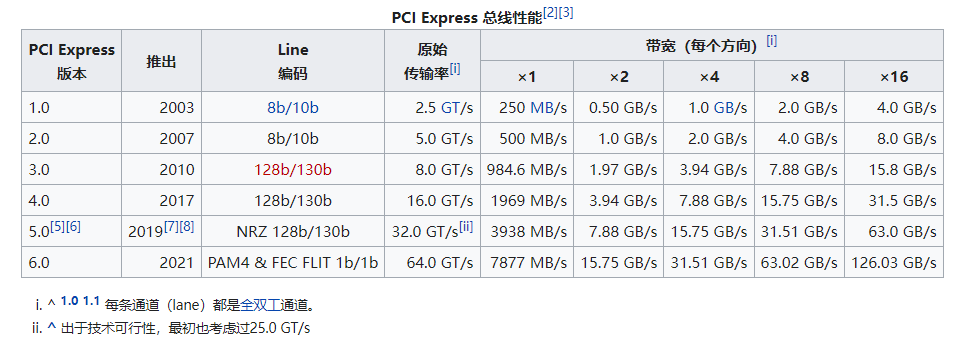 PCI Express 总线性能[2][3]
PCI Express 版本 推出 Line 编码 原始 传输率[i] 带宽（每个方向）[i]
×1 ×2 ×4 ×8 ×16
1.0 2003 8b/10b 2.5 GT/s 250 MB/s 0.50 GB/s 1.0 GB/s 2.0 GB/s 4.0 GB/s
2.0 2007 8b/10b 5.0 GT/s 500 MB/s 1.0 GB/s 2.0 GB/s 4.0 GB/s 8.0 GB/s
3.0 2010 128b/130b 8.0 GT/s 984.6 MB/s 1.97 GB/s 3.94 GB/s 7.88 GB/s 15.8 GB/s
4.0 2017 128b/130b 16.0 GT/s 1969 MB/s 3.94 GB/s 7.88 GB/s 15.75 GB/s 31.5 GB/s
5.0[5][6] 2019[7][8] NRZ 128b/130b 32.0 GT/s[ii] 3938 MB/s 7.88 GB/s 15.75 GB/s 31.51 GB/s 63.0 GB/s
6.0 2021 PAM4 & FEC FLIT 1b/1b 64.0 GT/s 7877 MB/s 15.75 GB/s 31.51 GB/s 63.02 GB/s 126.03 GB/s
i. ^ 1.0 1.1 每条通道（lane）都是全双工通道。
ii. ^ 出于技术可行性，最初也考虑过25.0 GT/s